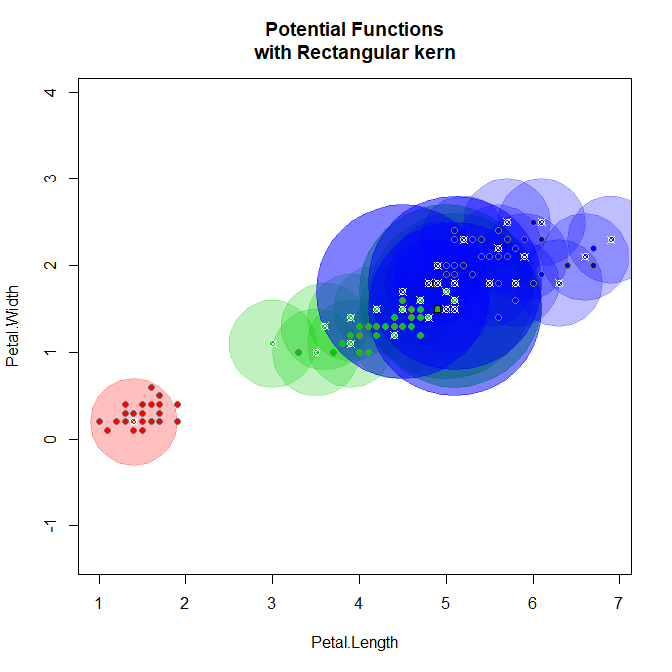 Potential Functions
with Rectangular kern
Petal.Width
4
3
2
1
0
-1
1 2 3 4 5 6 7
Petal.Length